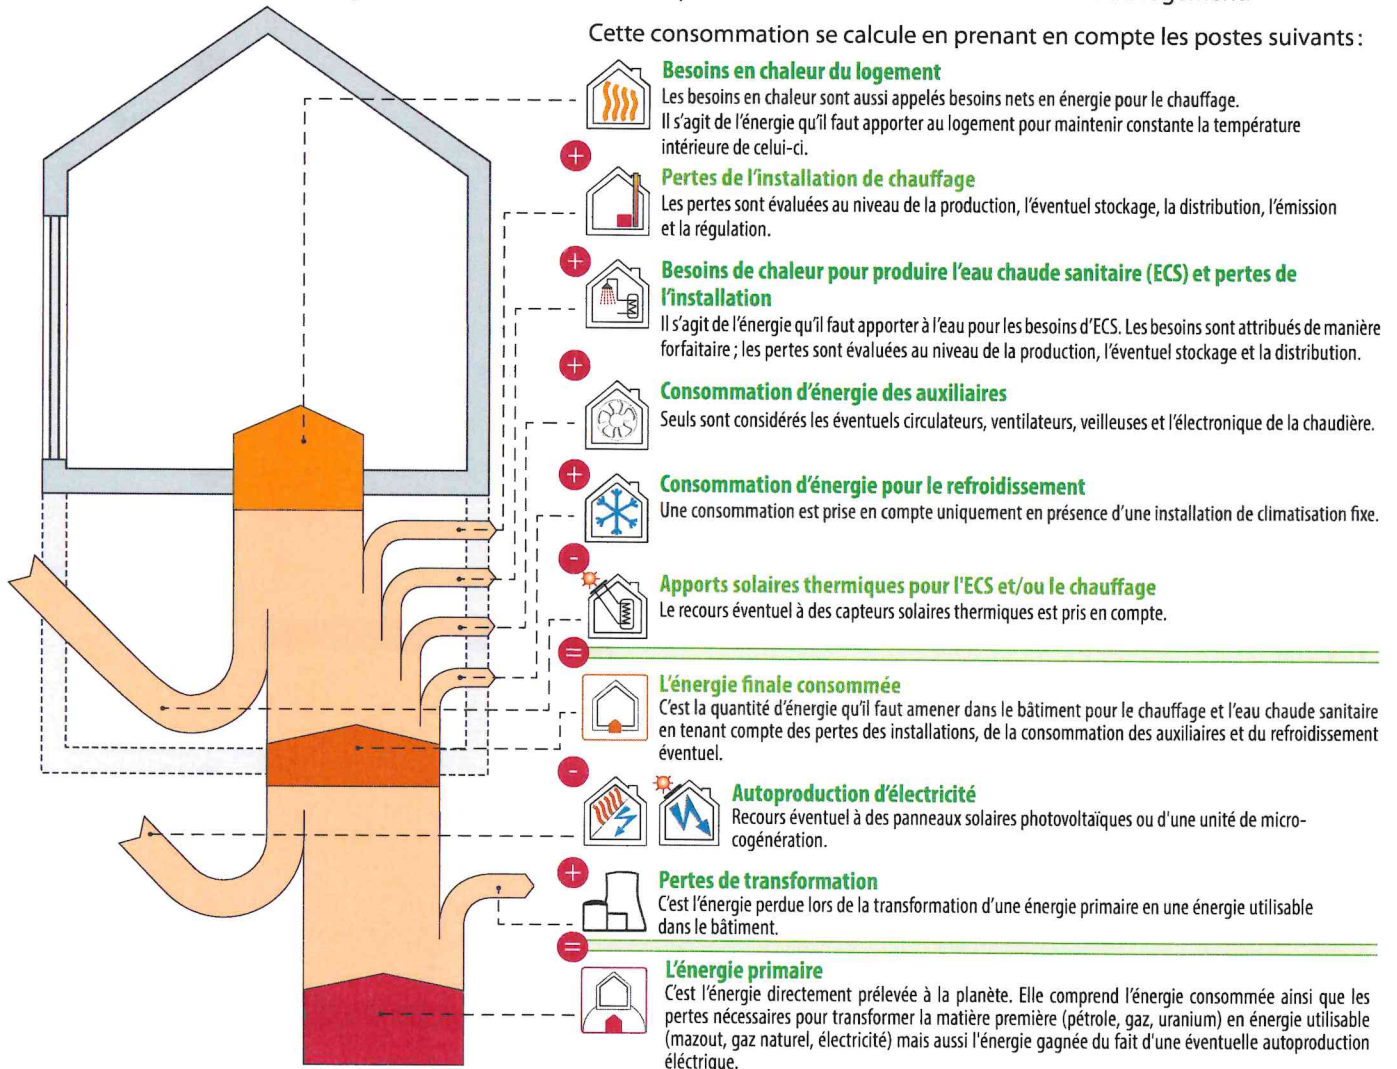 Cette consommation se calcule en prenant en compte les postes suivants :
Besoins en chaleur du logement
Les besoins en chaleur sont aussi appelés besoins nets en énergie pour le chauffage.
Il s'agit de l'énergie qu'il faut apporter au logement pour maintenir constante la température
intérieure de celui-ci.
+
Pertes de l'installation de chauffage
Les pertes sont évaluées au niveau de la production, l'éventuel stockage, la distribution, l'émission
et la régulation.
+
Besoins de chaleur pour produire l'eau chaude sanitaire (ECS) et pertes de
l'installation
Il s'agit de l'énergie qu'il faut apporter à l'eau pour les besoins d'ECS. Les besoins sont attribués de manière
forfaitaire ; les pertes sont évaluées au niveau de la production, l'éventuel stockage et la distribution.
+
Consommation d'énergie des auxiliaires
Seuls sont considérés les éventuels circulateurs, ventilateurs, veilleuses et l'électronique de la chaudière.
+
Consommation d'énergie pour le refroidissement
Une consommation est prise en compte uniquement en présence d'une installation de climatisation fixe.
-
Apports solaires thermiques pour l'ECS et/ou le chauffage
Le recours éventuel à des capteurs solaires thermiques est pris en compte.
=
L'énergie finale consommée
C'est la quantité d'énergie qu'il faut amener dans le bâtiment pour le chauffage et l'eau chaude sanitaire
en tenant compte des pertes des installations, de la consommation des auxiliaires et du refroidissement
éventuel.
-
Autoproduction d'électricité
Recours éventuel à des panneaux solaires photovoltaïques ou d'une unité de micro-
cogénération.
+
Pertes de transformation
C'est l'énergie perdue lors de la transformation d'une énergie primaire en une énergie utilisable
dans le bâtiment.
=
L'énergie primaire
C'est l'énergie directement prélevée à la planète. Elle comprend l'énergie consommée ainsi que les
pertes nécessaires pour transformer la matière première (pétrole, gaz, uranium) en énergie utilisable
(mazout, gaz naturel, électricité) mais aussi l'énergie gagnée du fait d'une éventuelle autoproduction
éléctrique.